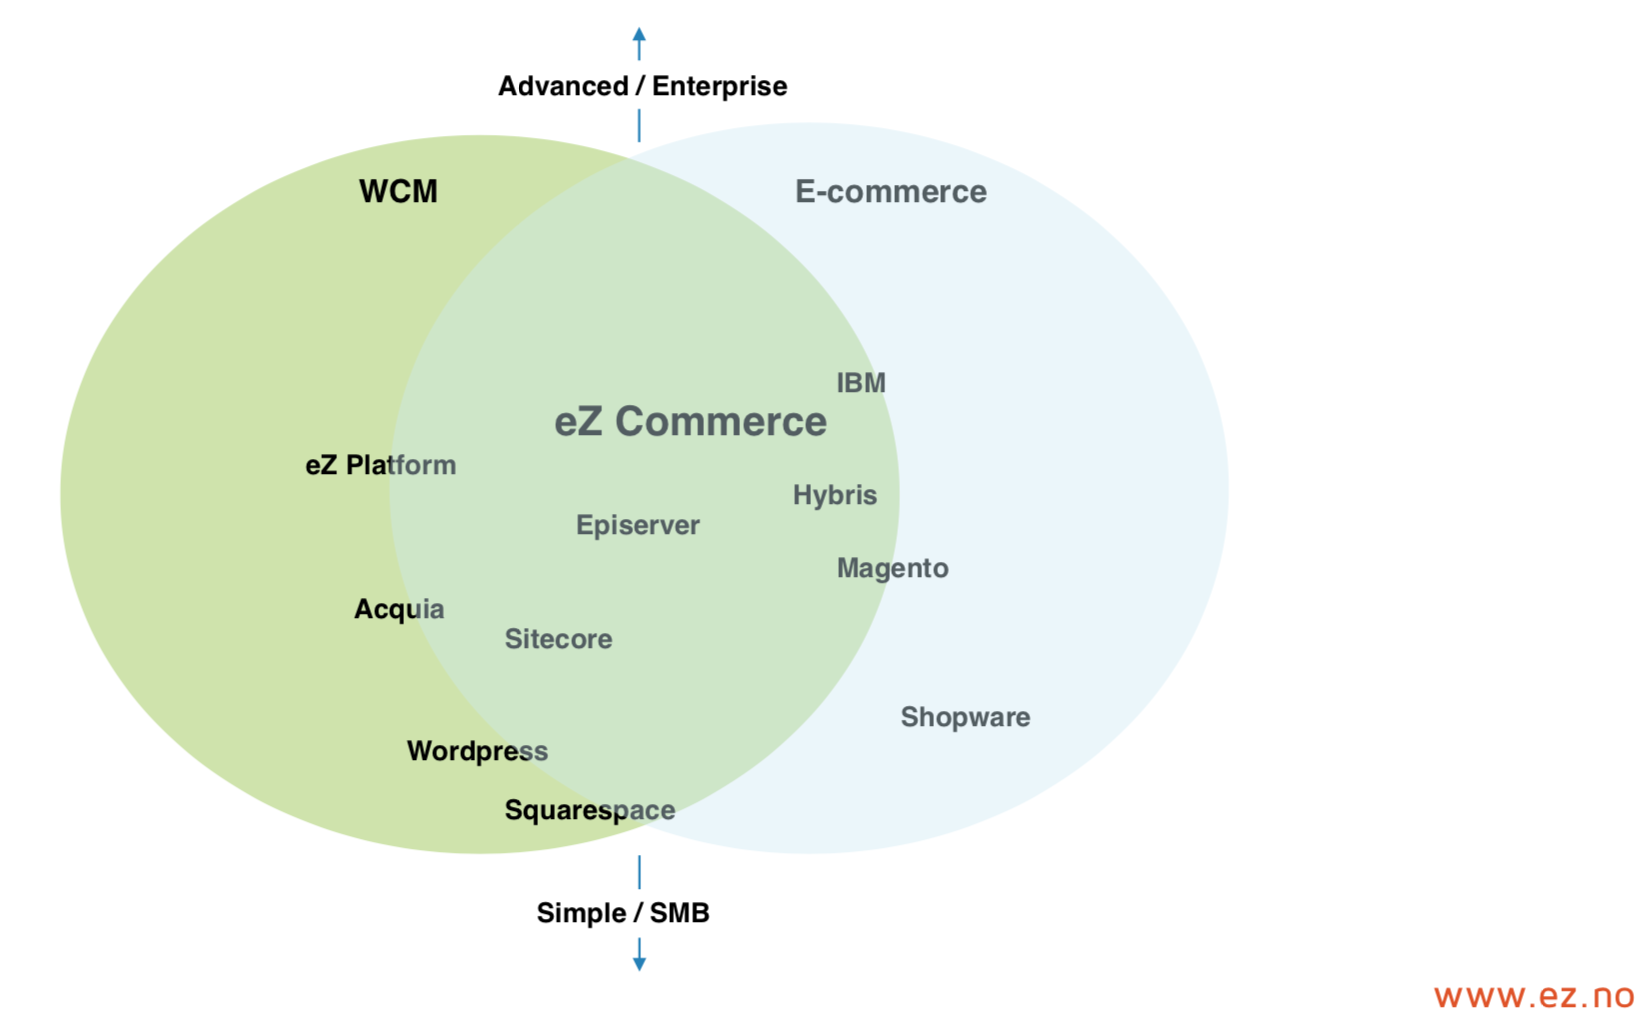 Advanced / Enterprise
WCM
E-commerce
IBM
eZ Commerce
eZ Platform
Hybris
Episerver
Magento
Acquia
Sitecore
Shopware
Wordpress
Squarespace
Simple / SMB
www.ez.no